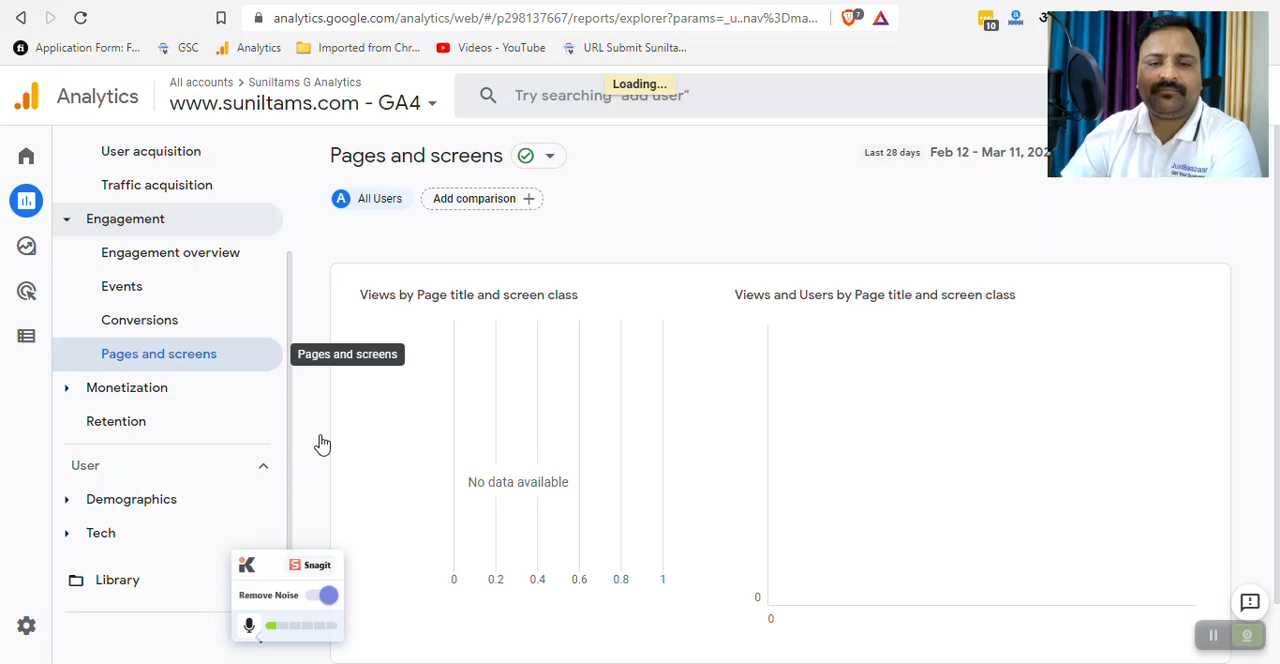 analytics.google.com/analytics/web/#/p298137667/reports/explorer?params=_u..nav%3Dma...
7
10
Application Form: F...
GSC
Analytics
Imported from Chr...
Videos - YouTube
URL Submit Sunilta...
Analytics
All accounts > Suniltams G Analytics
www.suniltams.com - GA4
Try searching "add user"
Loading...
User acquisition
Traffic acquisition
Engagement
Engagement overview
Events
Conversions
Pages and screens
Monetization
Retention
User
Demographics
Tech
Library
Pages and screens
Pages and screens
Last 28 days
Feb 12 - Mar 11, 202
A
All Users
Add comparison +
Views by Page title and screen class
No data available
0 0.2 0.4 0.6 0.8 1
Views and Users by Page title and screen class
0
0
Snagit
Remove Noise
JustBaazaar